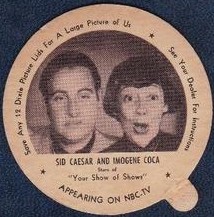 Save Any 12 Dixie Picture Lids For A Large Picture of Us
See Your Dealer For Instructions
SID CAESAR AND IMOGENE COCA
Stars of
"Your Show of Shows"
APPEARING ON NBC-TV